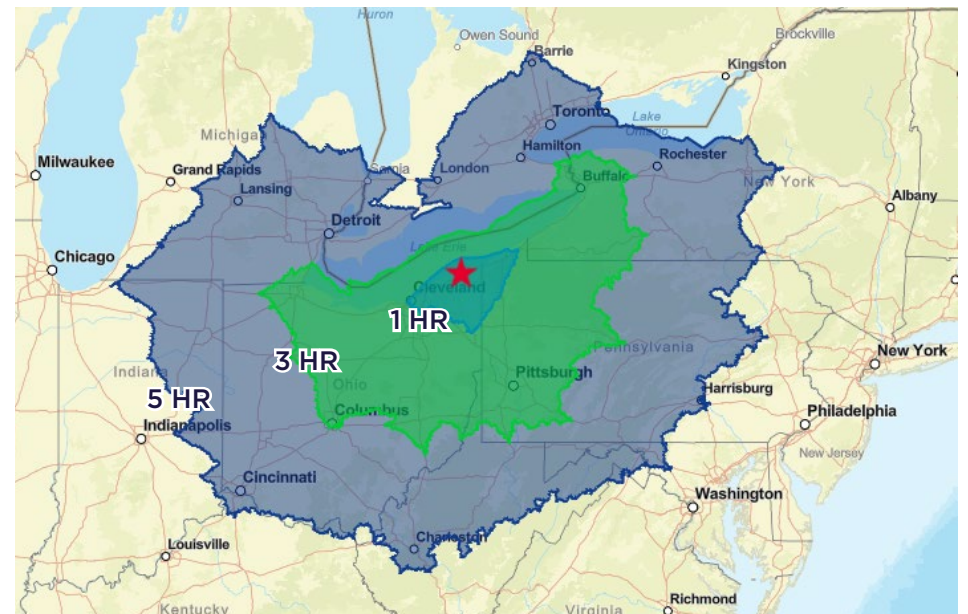 Huron
Owen Sound
Brockville
Barrie
Kingston
Toronto
Lake
Ontario
Michigan
Milwaukee
Grand Rapids
Sarnia
London
Hamilton
Rochester
Buffalo
New York
Lansing
Albany
Detroit
Lake Erie
Chicago
Cleveland
1 HR
3 HR
Pennsylvania
New York
Indiana
Ohio
Pittsburgh
5 HR
Harrisburg
Columbus
Philadelphia
Indianapolis
New Jersey
Cincinnati
Washington
Charleston
Louisville
Kentucky
Virginia
Richmond